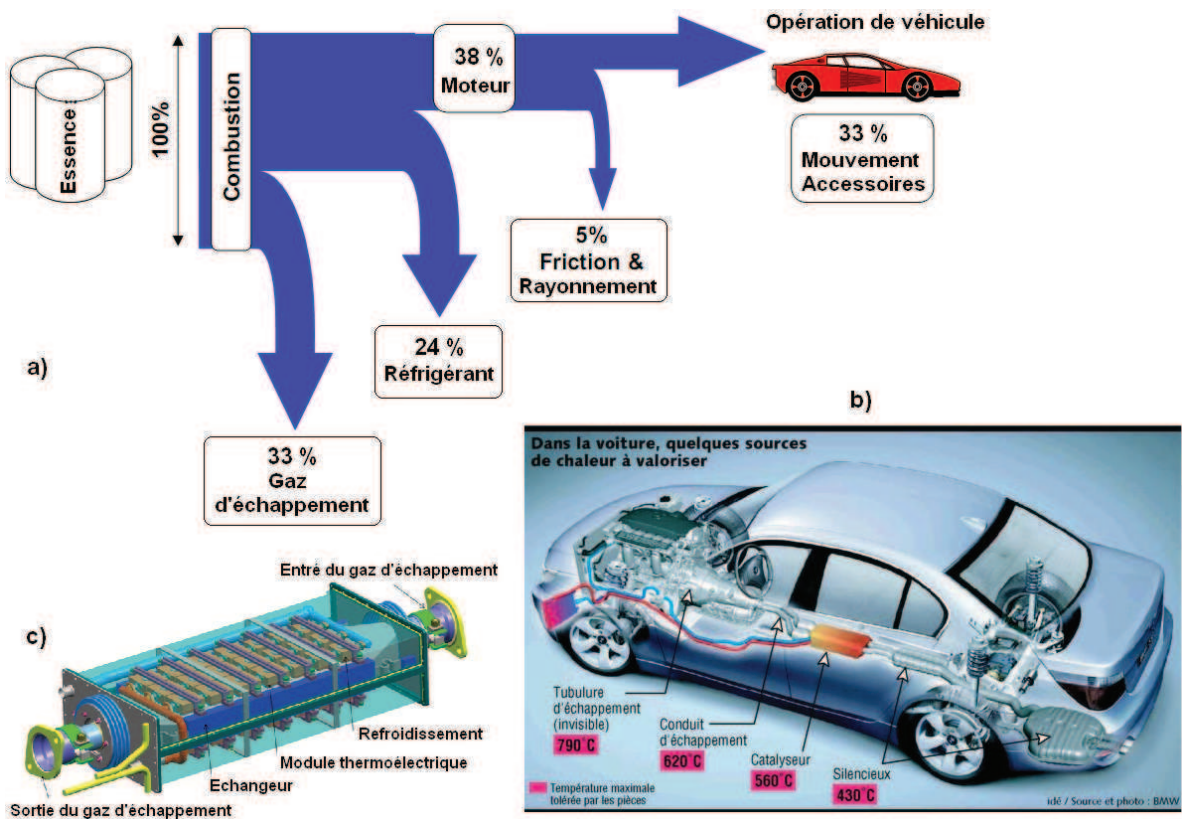 Opération de véhicule
38 %
Moteur
33 %
Mouvement
Accessoires
Essence
100%
Combustion
5%
Friction &
Rayonnement
24 %
Réfrigérant
33 %
Gaz
d'échappement
a)
b)
Dans la voiture, quelques sources
de chaleur à valoriser
Tubulure
d'échappement
(invisible)
790°C
Conduit
d'échappement
620°C
Catalyseur
560°C
Silencieux
430°C
Température maximale
tolérée par les pièces
idé / Source et photo : BMW
c)
Entré du gaz d'échappement
Refroidissement
Module thermoélectrique
Echangeur
Sortie du gaz d'échappement